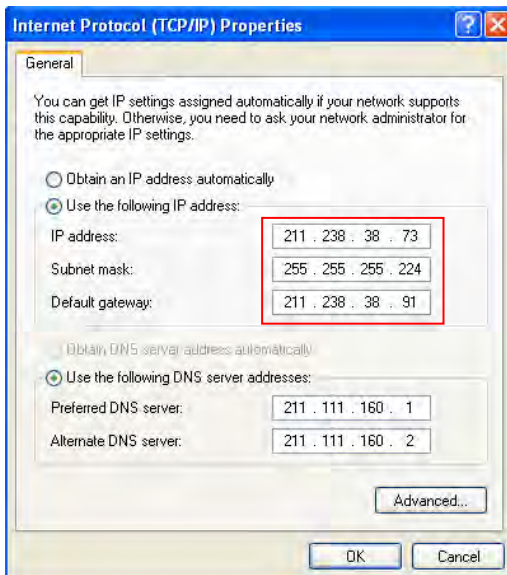 Internet Protocol (TCP/IP) Properties
General
You can get IP settings assigned automatically if your network supports
this capability. Otherwise, you need to ask your network administrator for
the appropriate IP settings.
Obtain an IP address automatically
Use the following IP address:
IP address: 211 . 238 . 38 . 73
Subnet mask: 255 . 255 . 255 . 224
Default gateway: 211 . 238 . 38 . 91
Obtain DNS server address automatically
Use the following DNS server addresses:
Preferred DNS server: 211 . 111 . 160 . 1
Alternate DNS server: 211 . 111 . 160 . 2
Advanced...
OK Cancel